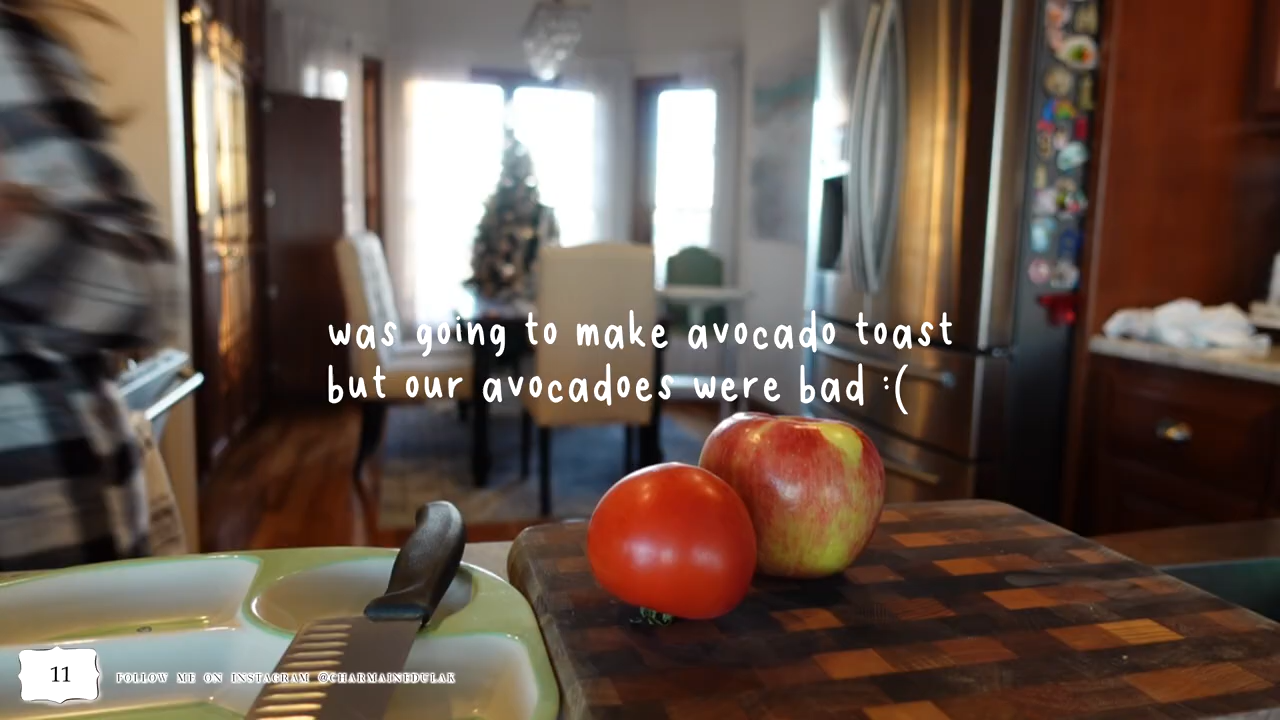 was going to make avocado toast
but our avocadoes were bad :(
11
FOLLOW ME ON INSTAGRAM @CHARMAINEDULAK